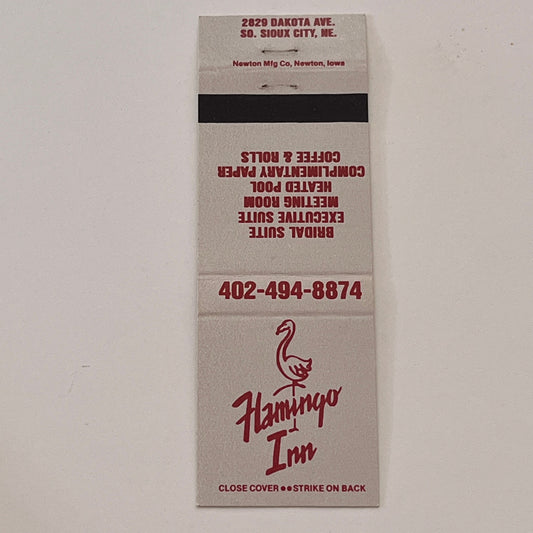 2829 DAKOTA AVE.
SO. SIOUX CITY, NE.
Newton Mfg Co, Newton, Iowa
BRIDAL SUITE
EXECUTIVE SUITE
MEETING ROOM
HEATED POOL
COMPLIMENTARY PAPER
COFFEE & ROLLS
402-494-8874
Flamingo
Inn
CLOSE COVER●●STRIKE ON BACK